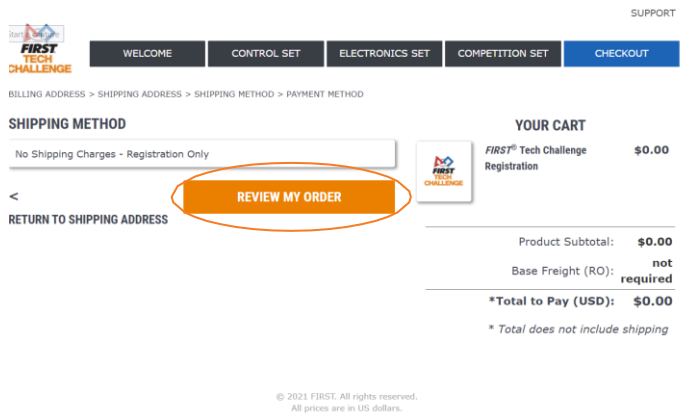 SUPPORT
FIRST
TECH
CHALLENGE
WELCOME
CONTROL SET
ELECTRONICS SET
COMPETITION SET
CHECKOUT
BILLING ADDRESS > SHIPPING ADDRESS > SHIPPING METHOD > PAYMENT METHOD
SHIPPING METHOD
No Shipping Charges - Registration Only
REVIEW MY ORDER
<
RETURN TO SHIPPING ADDRESS
YOUR CART
FIRST
TECH
CHALLENGE
FIRST® Tech Challenge $0.00
Registration
Product Subtotal: $0.00
Base Freight (RO): not
required
*Total to Pay (USD): $0.00
* Total does not include shipping
© 2021 FIRST. All rights reserved.
All prices are in US dollars.